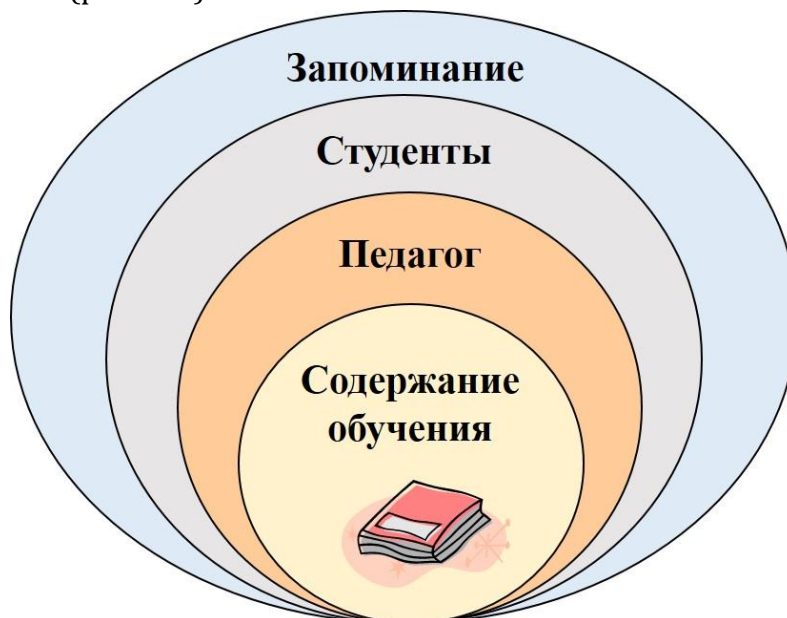 Запоминание
Студенты
Педагог
Содержание
обучения